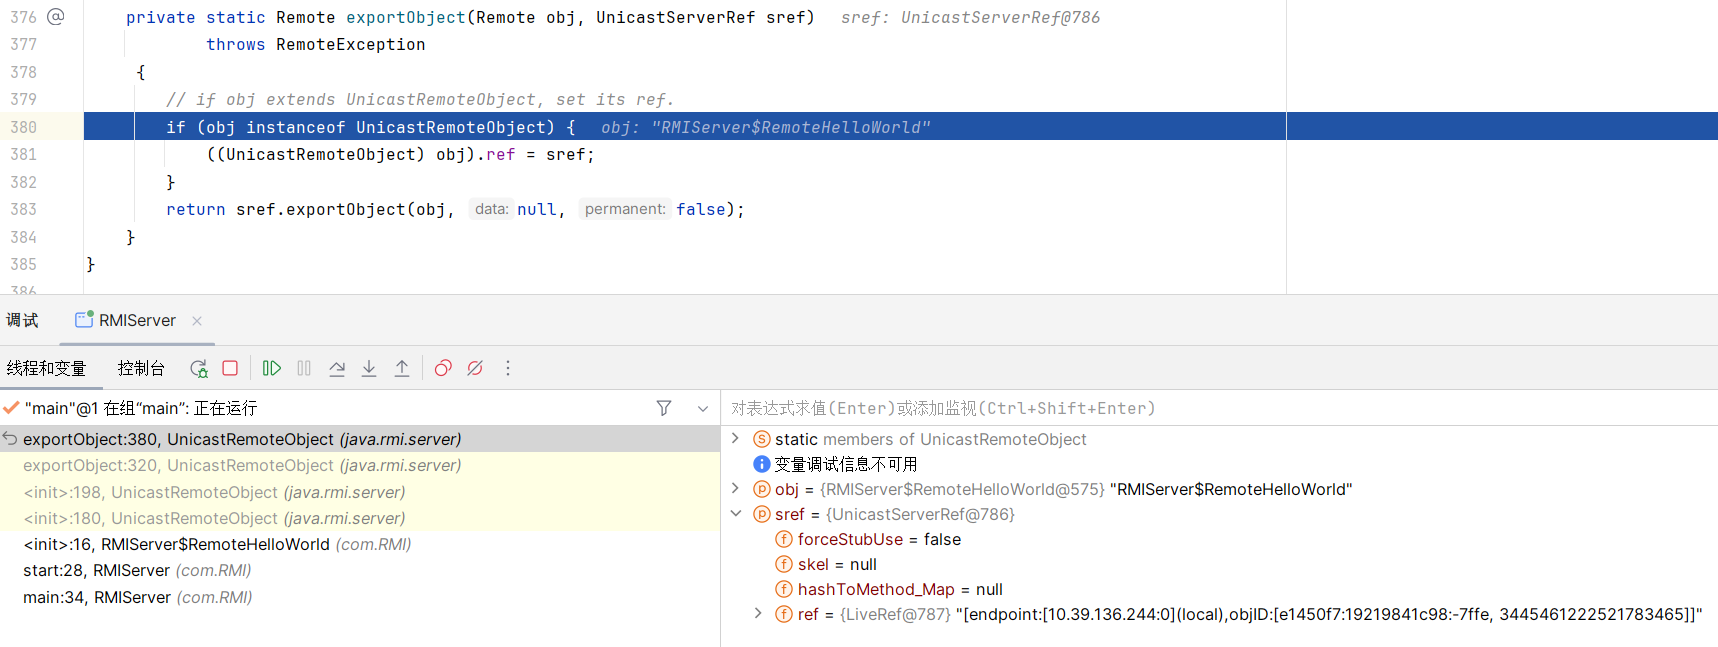 376 @ private static Remote exportObject(Remote obj, UnicastServerRef sref) sref: UnicastServerRef@786
377 throws RemoteException
378 {
379 // if obj extends UnicastRemoteObject, set its ref.
380 if (obj instanceof UnicastRemoteObject) { obj: "RMIServer$RemoteHelloWorld"
381 ((UnicastRemoteObject) obj).ref = sref;
382 }
383 return sref.exportObject(obj, data: null, permanent: false);
384 }
385 }
386
调试 RMIServer ×
线程和变量 控制台
"main"@1 在组“main”: 正在运行
exportObject:380, UnicastRemoteObject (java.rmi.server)
exportObject:320, UnicastRemoteObject (java.rmi.server)
<init>:198, UnicastRemoteObject (java.rmi.server)
<init>:180, UnicastRemoteObject (java.rmi.server)
<init>:16, RMIServer$RemoteHelloWorld (com.RMI)
start:28, RMIServer (com.RMI)
main:34, RMIServer (com.RMI)
对表达式求值(Enter)或添加监视(Ctrl+Shift+Enter)
static members of UnicastRemoteObject
变量调试信息不可用
obj = {RMIServer$RemoteHelloWorld@575} "RMIServer$RemoteHelloWorld"
sref = {UnicastServerRef@786}
forceStubUse = false
skel = null
hashToMethod_Map = null
ref = {LiveRef@787} "[endpoint:[10.39.136.244:0](local),objID:[e1450f7:19219841c98:-7ffe, 3445461222521783465]]"